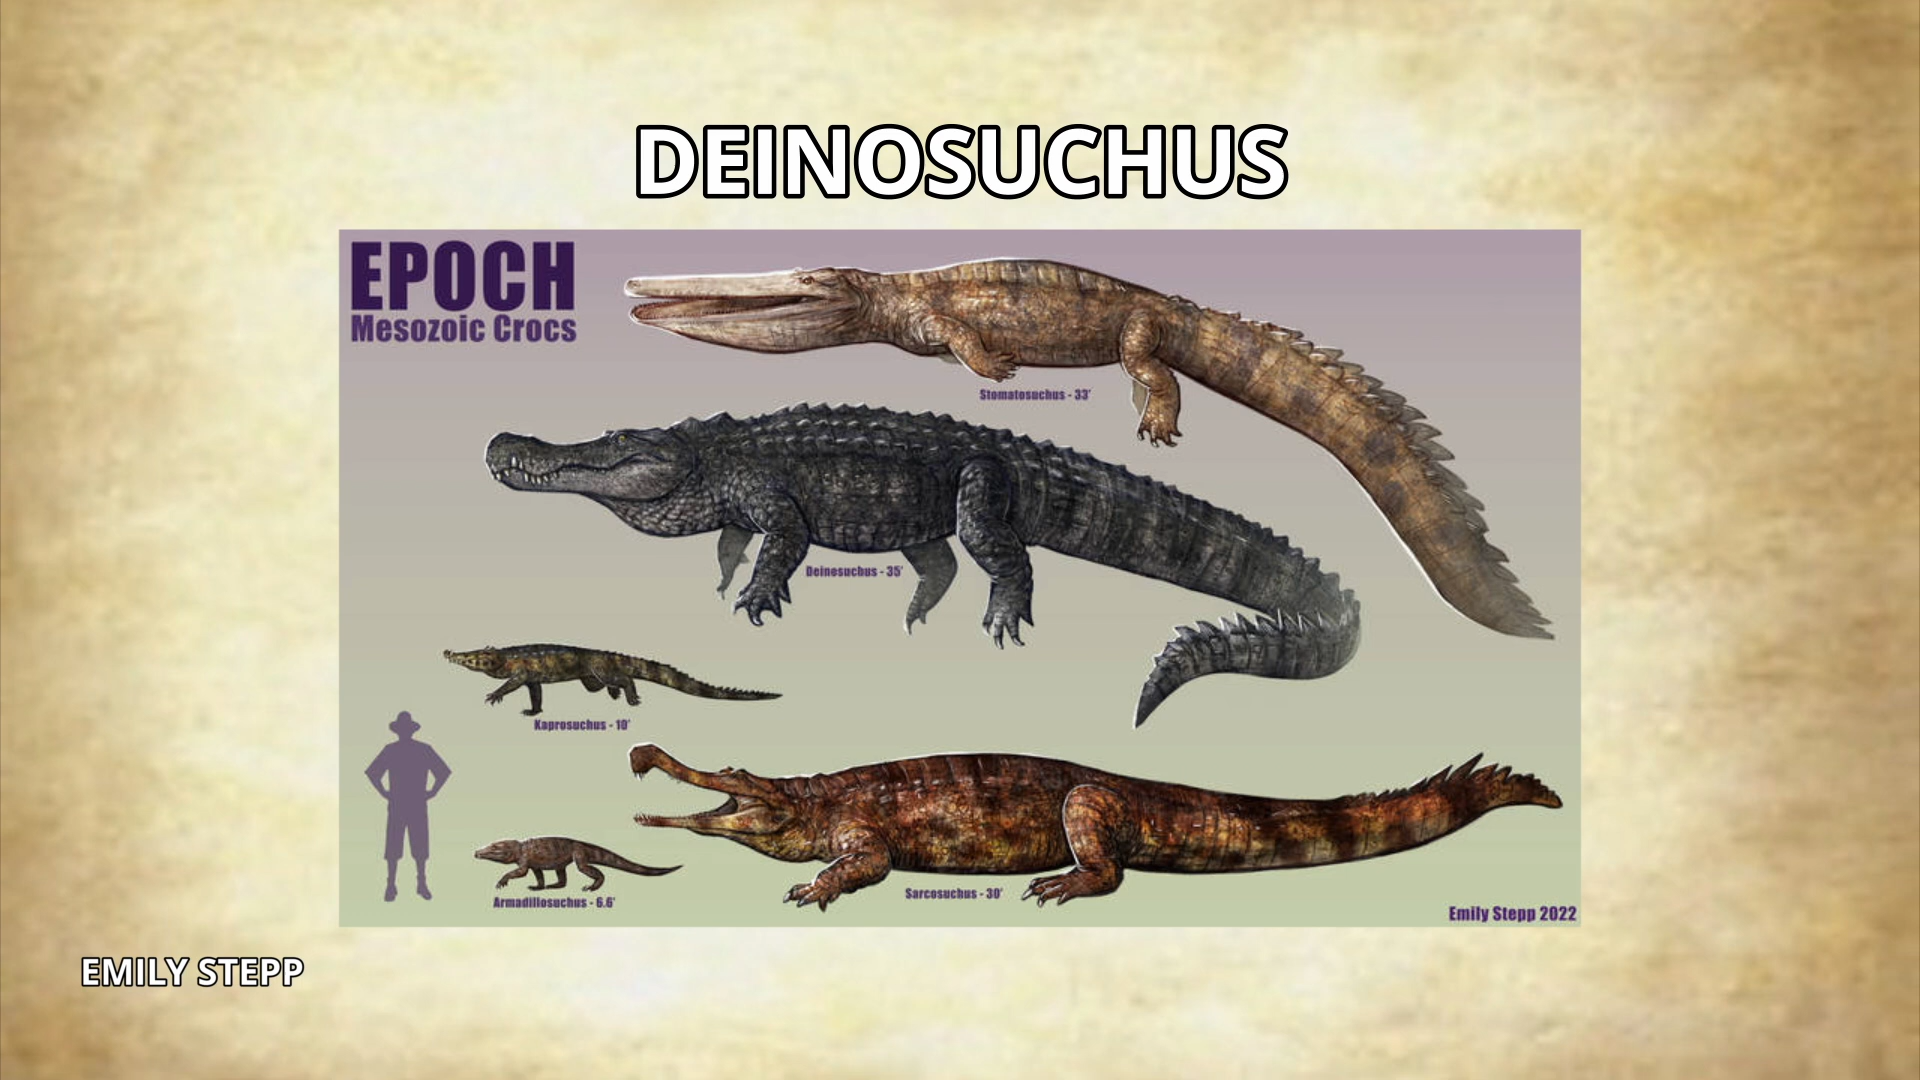 DEINOSUCHUS
EPOCH
Mesozoic Crocs
Stomatosuchus - 33'
Deinosuchus - 35'
Kaprosuchus - 10'
Armadillosuchus - 6.6'
Sarcosuchus - 30'
Emily Stepp 2022
EMILY STEPP